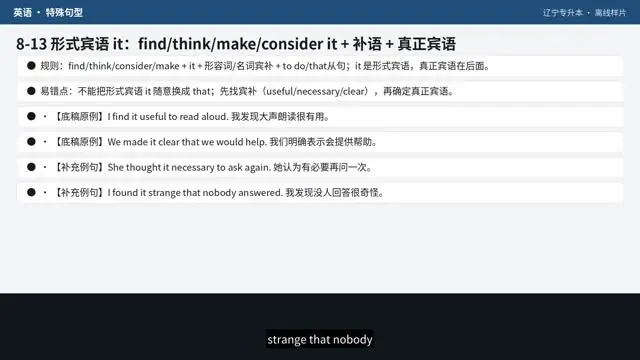 英语 · 特殊句型
辽宁专升本 · 离线样片
8-13 形式宾语 it：find/think/make/consider it + 补语 + 真正宾语
● 规则：find/think/consider/make + it + 形容词/名词宾补 + to do/that从句；it 是形式宾语，真正宾语在后面。
● 易错点：不能把形式宾语 it 随意换成 that；先找宾补（useful/necessary/clear），再确定真正宾语。
● · 【底稿原例】I find it useful to read aloud. 我发现大声朗读很有用。
● · 【底稿原例】We made it clear that we would help. 我们明确表示会提供帮助。
● · 【补充例句】She thought it necessary to ask again. 她认为有必要再问一次。
● · 【补充例句】I found it strange that nobody answered. 我发现没人回答很奇怪。
strange that nobody